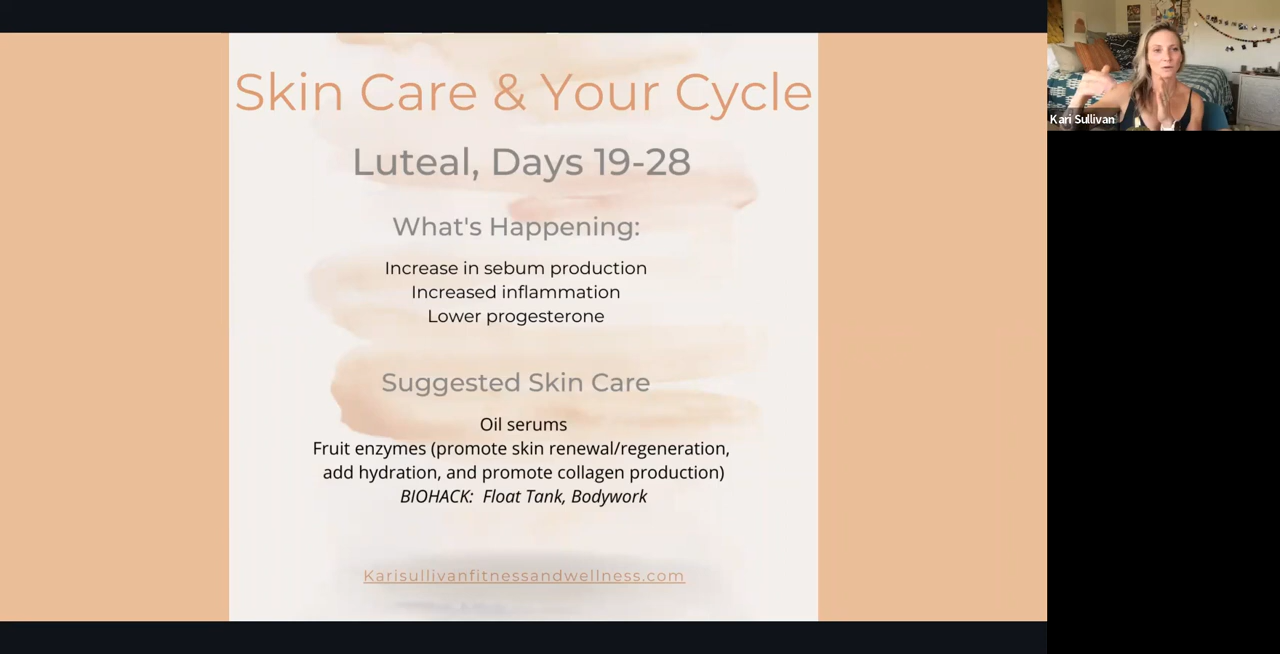 Skin Care & Your Cycle
Luteal, Days 19-28
What's Happening:
Increase in sebum production
Increased inflammation
Lower progesterone
Suggested Skin Care
Oil serums
Fruit enzymes (promote skin renewal/regeneration,
add hydration, and promote collagen production)
BIOHACK: Float Tank, Bodywork
Karisullivanfitnessandwellness.com
Kari Sullivan